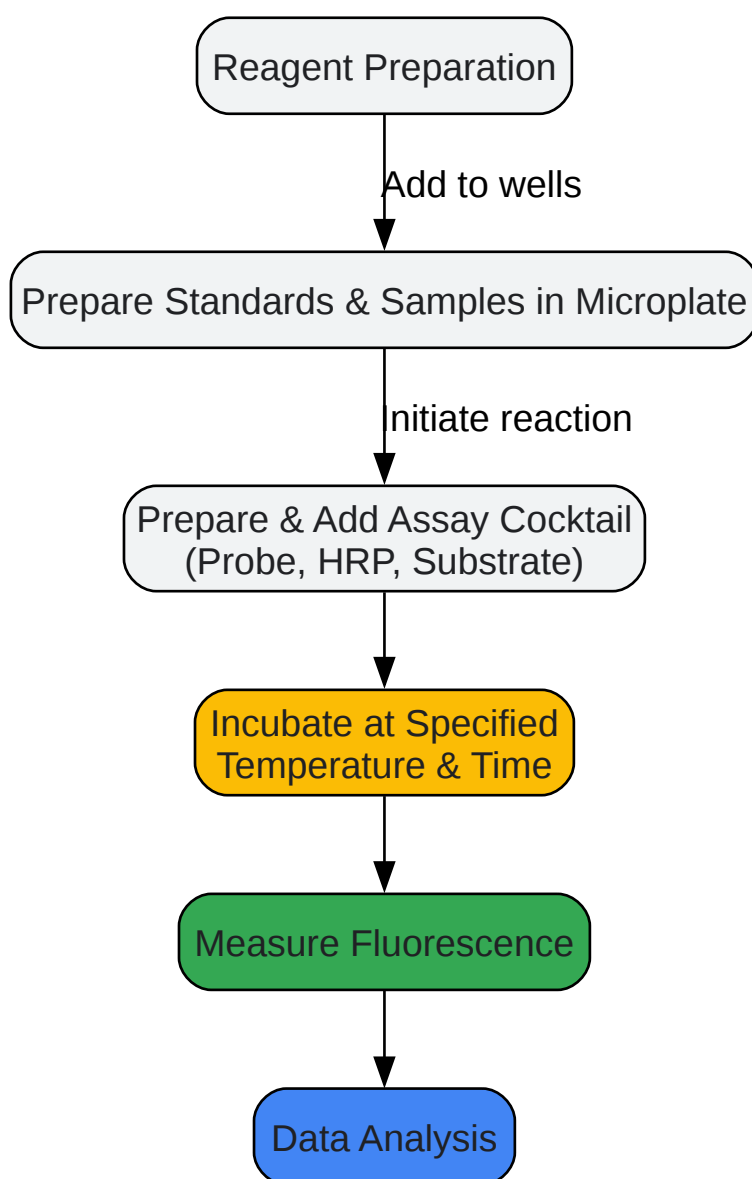 Reagent Preparation
Add to wells
Prepare Standards & Samples in Microplate
Initiate reaction
Prepare & Add Assay Cocktail
(Probe, HRP, Substrate)
Incubate at Specified
Temperature & Time
Measure Fluorescence
Data Analysis